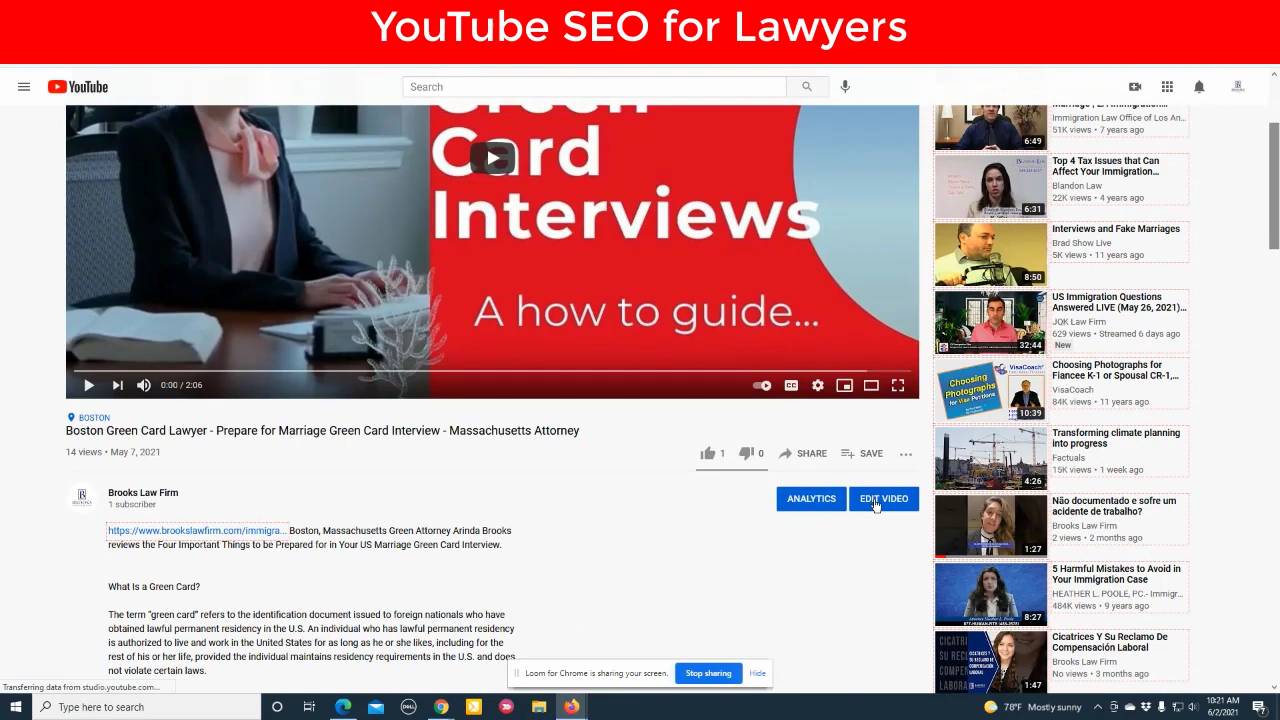 YouTube SEO for Lawyers
YouTube
Search
Green
Card
Interviews
A how to guide...
0:00 / 2:06
CC
BOSTON
Boston Green Card Lawyer - Prepare for Marriage Green Card Interview - Massachusetts Attorney
14 views • May 7, 2021
1
0
SHARE
SAVE
Brooks Law Firm
1 subscriber
ANALYTICS
EDIT VIDEO
https://www.brookslawfirm.com/immigra... Boston, Massachusetts Green Attorney Arinda Brooks
reviews the Four Important Things to be Prepared for in Your US Marriage Green Card Interview.
What Is a Green Card?
The term “green card” refers to the identification document issued to foreign nationals who have
obtained lawful permanent residency in the U.S. An individual who has lawful permanent residency
is authorized to live and work in the United States for as long as he or she likes, including for the
rest of his or her life, provided the individual maintains residency requirements in the U.S. and does
not violate certain laws.
Immigration Law Office of Los An...
51K views • 7 years ago
6:49
Top 4 Tax Issues that Can
Affect Your Immigration...
Blandon Law
22K views • 4 years ago
6:31
Interviews and Fake Marriages
Brad Show Live
5K views • 11 years ago
8:50
US Immigration Questions
Answered LIVE (May 26, 2021)...
JQK Law Firm
629 views • Streamed 6 days ago
New
32:44
Choosing Photographs for
Fiancee K-1 or Spousal CR-1,...
VisaCoach
84K views • 11 years ago
Choosing
Photographs
for Visa Petitions
VisaCoach
10:39
Transforming climate planning
into progress
Factuals
15K views • 1 week ago
4:26
Não documentado e sofre um
acidente de trabalho?
Brooks Law Firm
2 views • 2 months ago
1:27
5 Harmful Mistakes to Avoid in
Your Immigration Case
HEATHER L. POOLE, PC.- Immigr...
484K views • 9 years ago
8:27
Cicatrices Y Su Reclamo De
Compensación Laboral
Brooks Law Firm
No views • 3 months ago
CICATRICES Y
SU RECLAMO DE
COMPENSACIÓN
LABORAL
1:47
Loom for Chrome is sharing your screen.
Stop sharing
Hide
Transferring data from studio.youtube.com...
Type here to search
DELL
78°F Mostly sunny
10:21 AM
6/2/2021